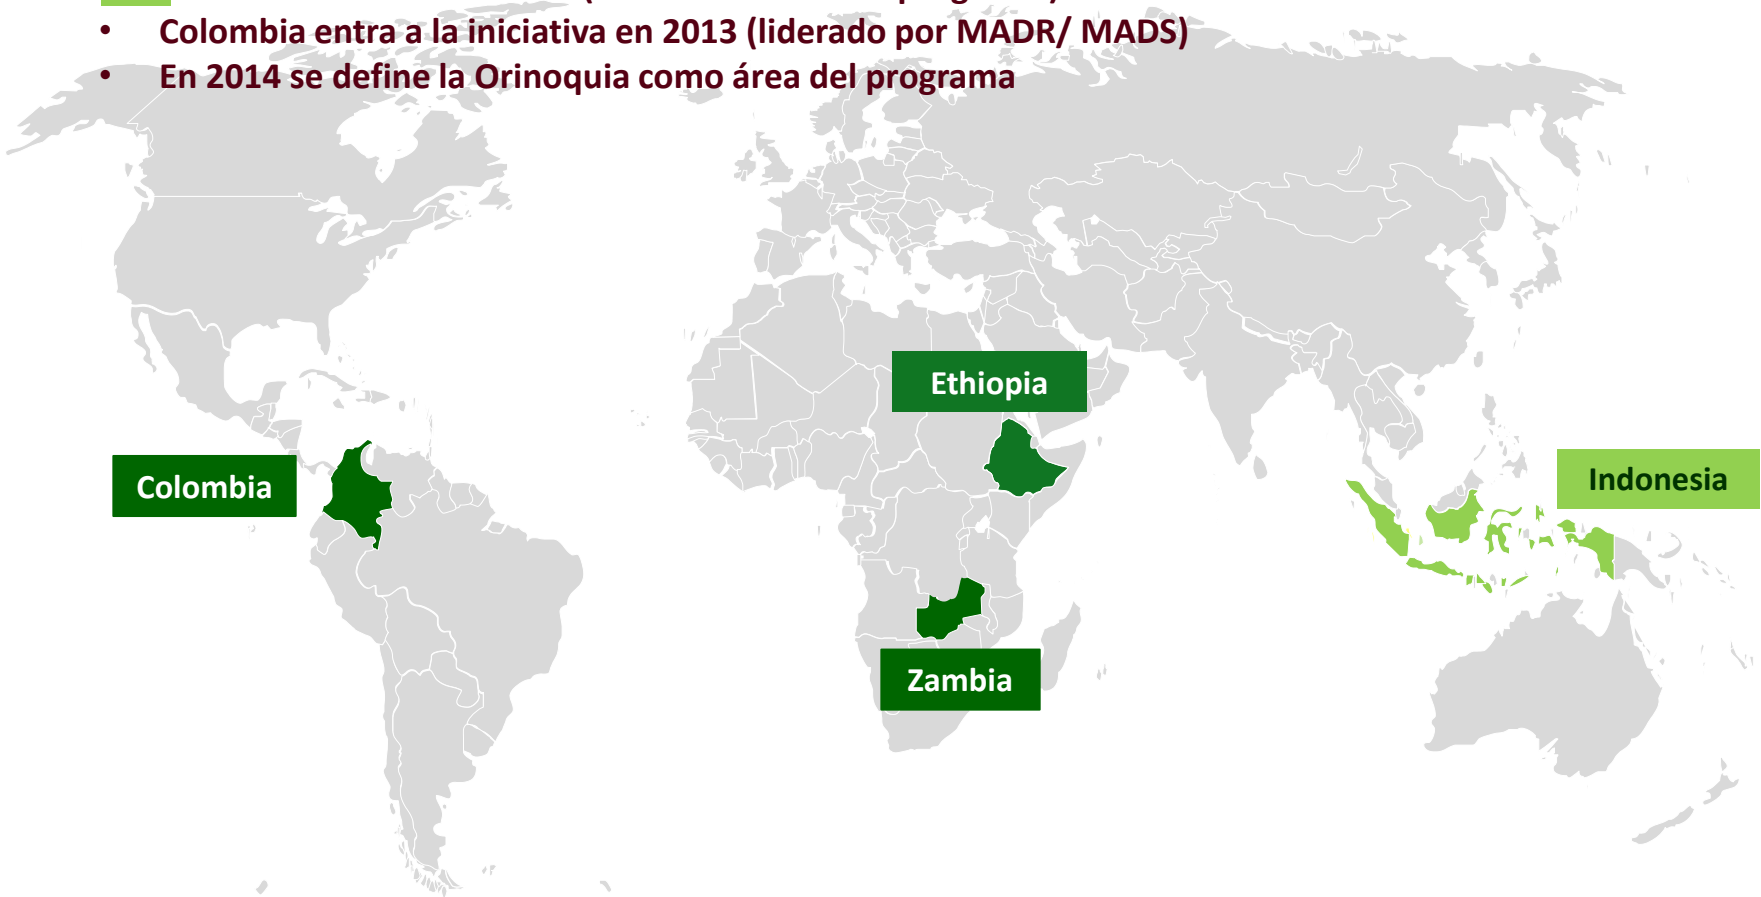 • Colombia entra a la iniciativa en 2013 (liderado por MADR/ MADS)
• En 2014 se define la Orinoquia como área del programa
Ethiopia
Colombia
Indonesia
Zambia